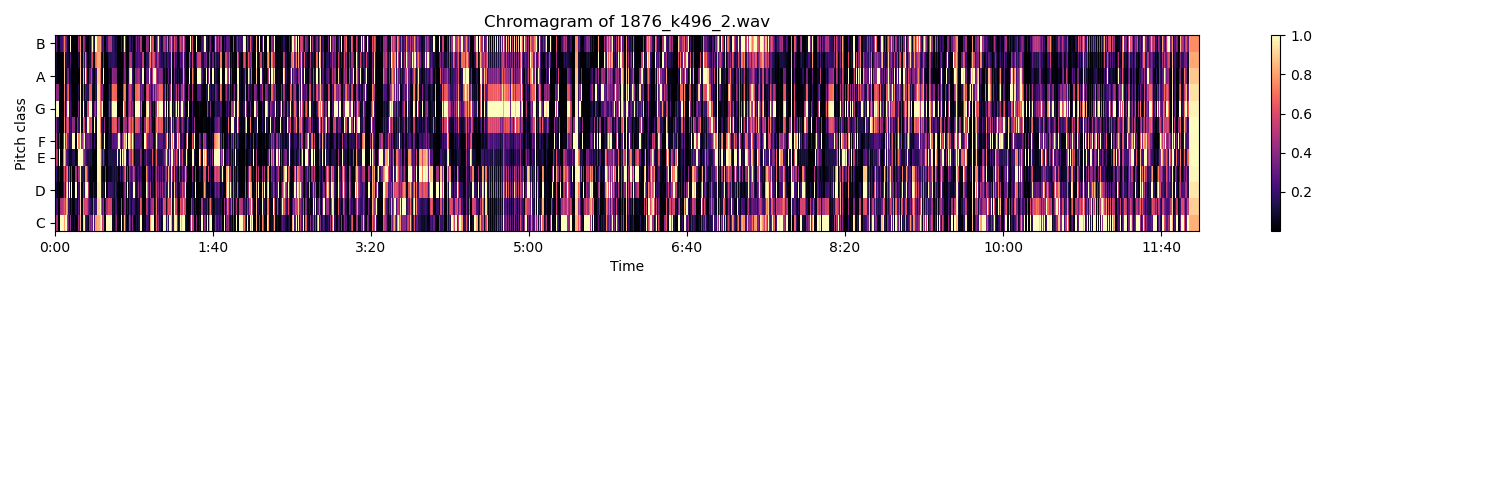 Chromagram of 1876_k496_2.wav
Pitch class
B
A
G
F
E
D
C
0:00 1:40 3:20 5:00 6:40 8:20 10:00 11:40
Time
1.0
0.8
0.6
0.4
0.2